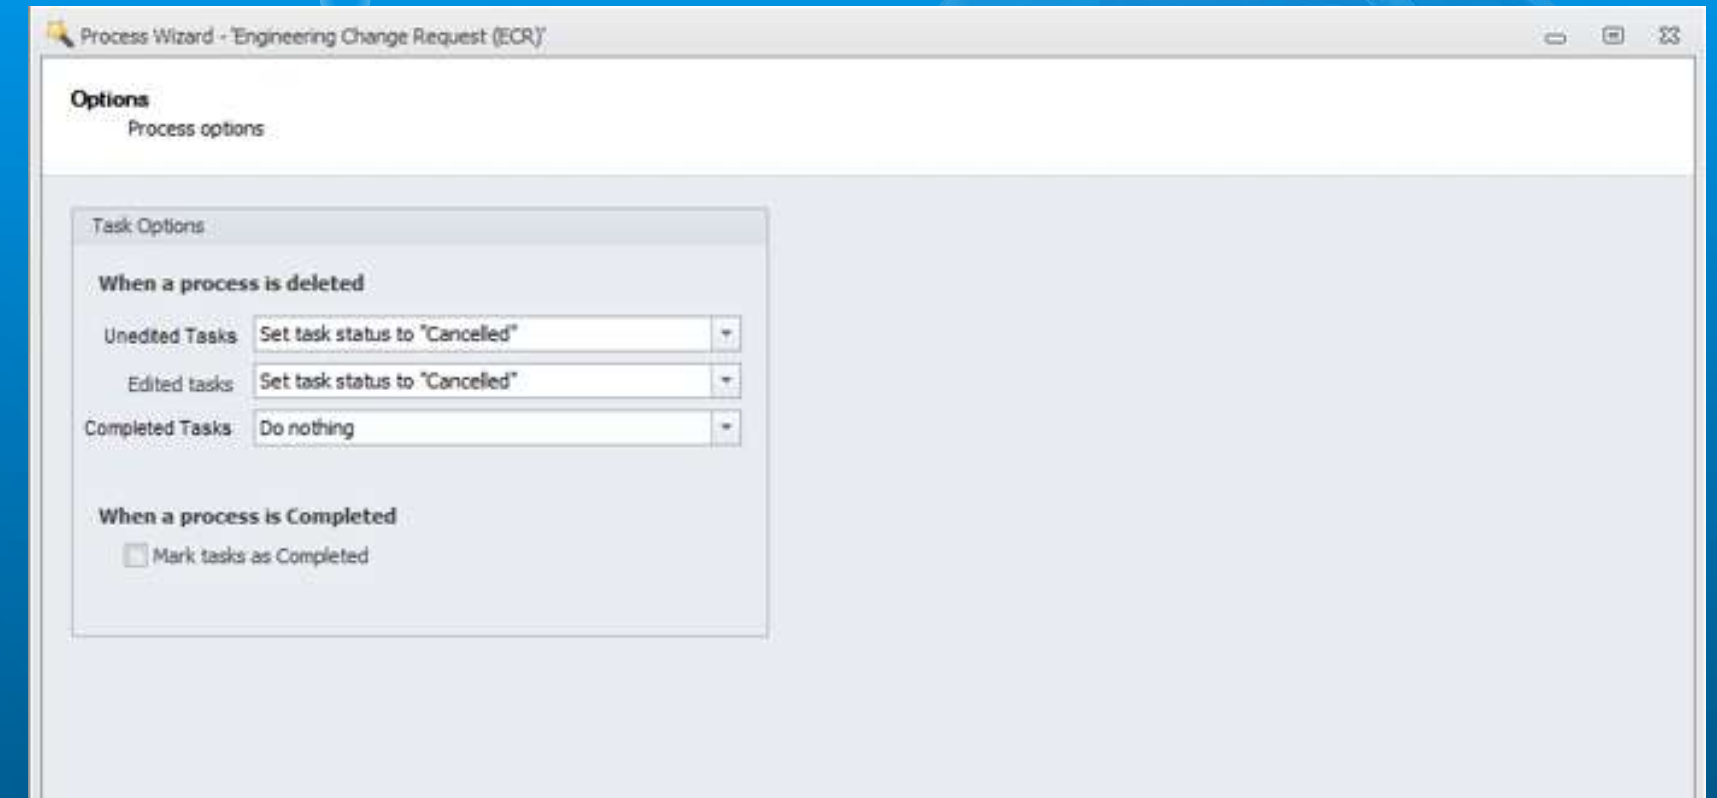 Process Wizard - 'Engineering Change Request (ECR)'
Options
Process options
Task Options
When a process is deleted
Unedited Tasks Set task status to "Cancelled"
Edited tasks Set task status to "Cancelled"
Completed Tasks Do nothing
When a process is Completed
Mark tasks as Completed